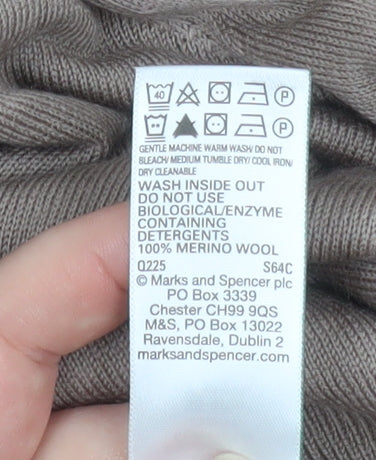 40 P
P
GENTLE MACHINE WARM WASH/ DO NOT
BLEACH/ MEDIUM TUMBLE DRY/ COOL IRON/
DRY CLEANABLE
WASH INSIDE OUT
DO NOT USE
BIOLOGICAL/ENZYME
CONTAINING
DETERGENTS
100% MERINO WOOL
Q225 S64C
© Marks and Spencer plc
PO Box 3339
Chester CH99 9QS
M&S, PO Box 13022
Ravensdale, Dublin 2
marksandspencer.com